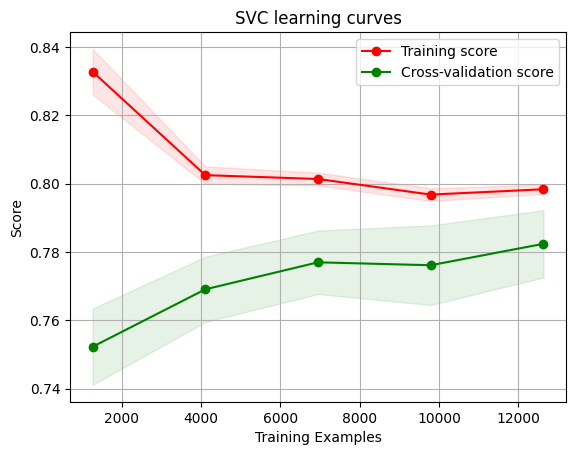 SVC learning curves
Training score
Cross-validation score
0.84
0.82
0.80
0.78
0.76
0.74
Score
2000 4000 6000 8000 10000 12000
Training Examples